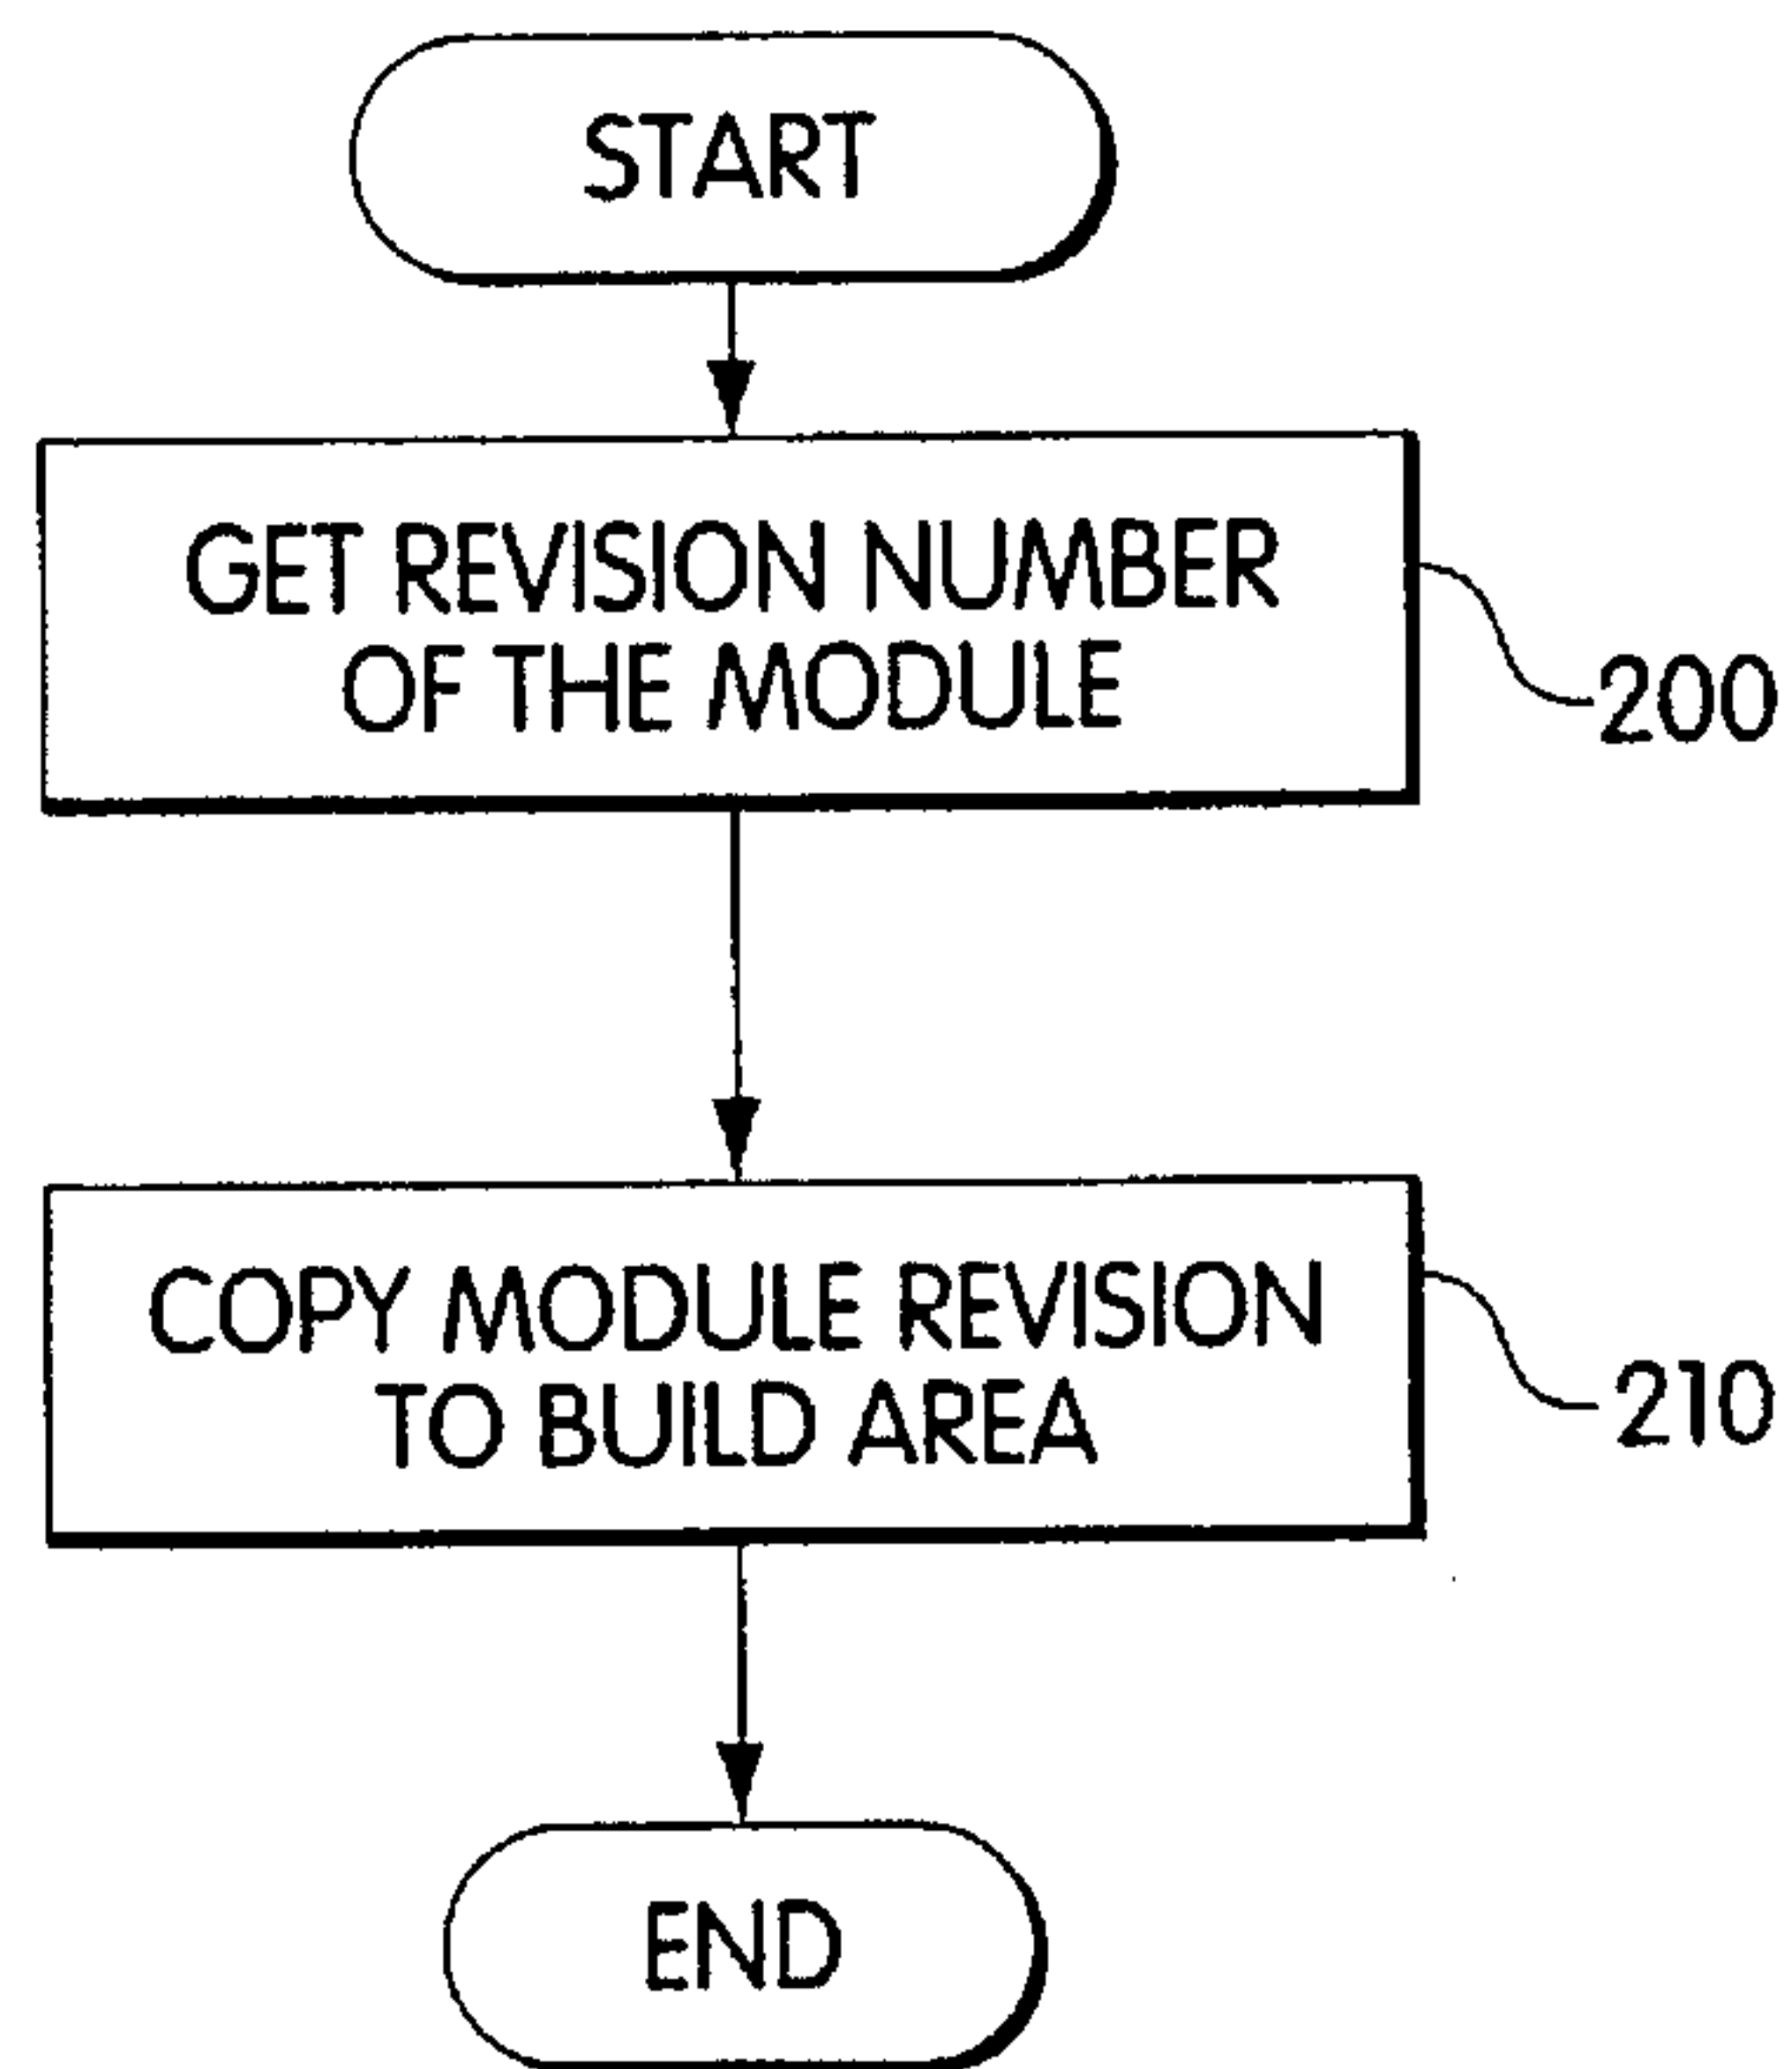 START
GET REVISION NUMBER
OF THE MODULE
200
COPY MODULE REVISION
TO BUILD AREA
210
END